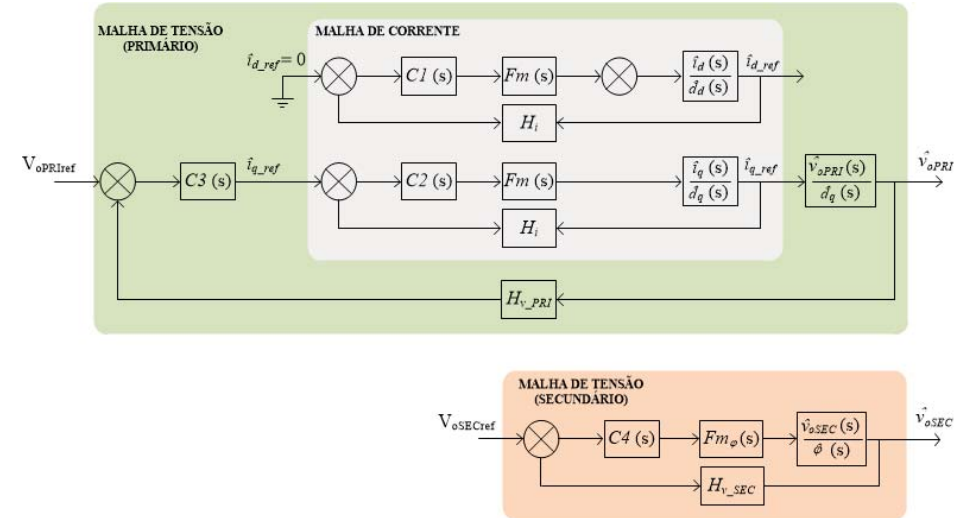 MALHA DE TENSÃO
(PRIMÁRIO)
MALHA DE CORRENTE
î_d_ref = 0
C1 (s)
Fm (s)
î_d (s)
d̂_d (s)
î_d_ref
H_i
V_oPRIref
C3 (s)
î_q_ref
C2 (s)
Fm (s)
î_q (s)
d̂_q (s)
î_q_ref
v̂_oPRI (s)
d̂_q (s)
v̂_oPRI
H_i
H_v_PRI
MALHA DE TENSÃO
(SECUNDÁRIO)
V_oSECref
C4 (s)
Fm_φ (s)
v̂_oSEC (s)
φ̂ (s)
v̂_oSEC
H_v_SEC